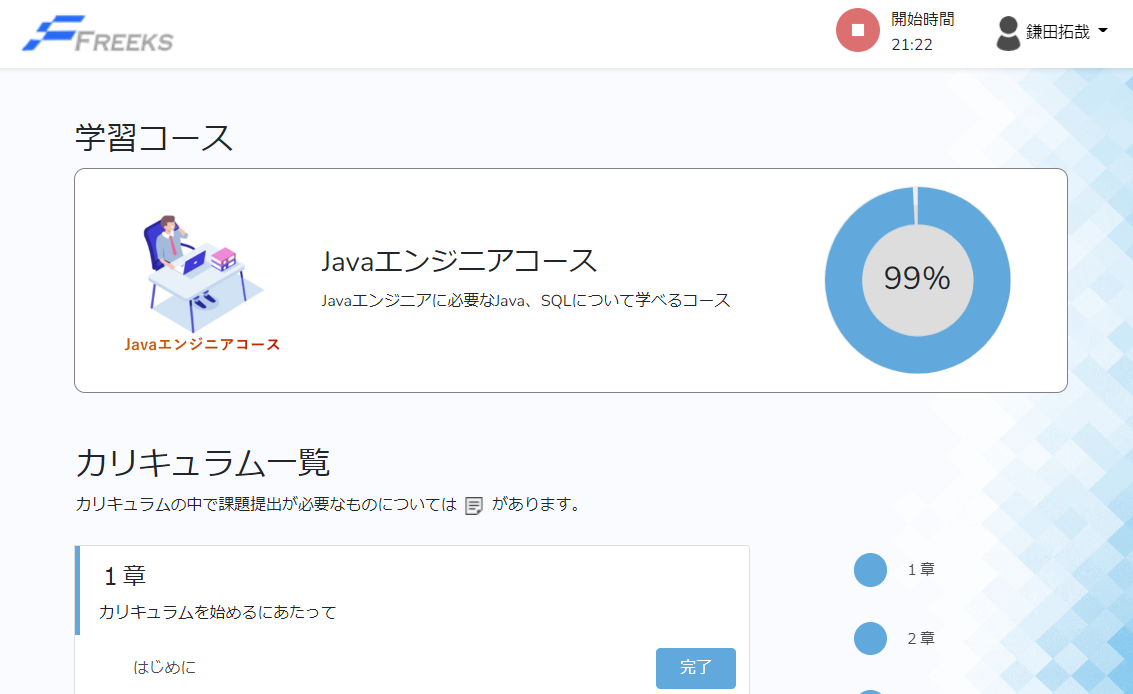 FREEKS
開始時間
21:22
鎌田拓哉
学習コース
Javaエンジニアコース
Javaエンジニアコース
Javaエンジニアに必要なJava、SQLについて学べるコース
99%
カリキュラム一覧
カリキュラムの中で課題提出が必要なものについては があります。
1 章
カリキュラムを始めるにあたって
はじめに
完了
1 章
2 章